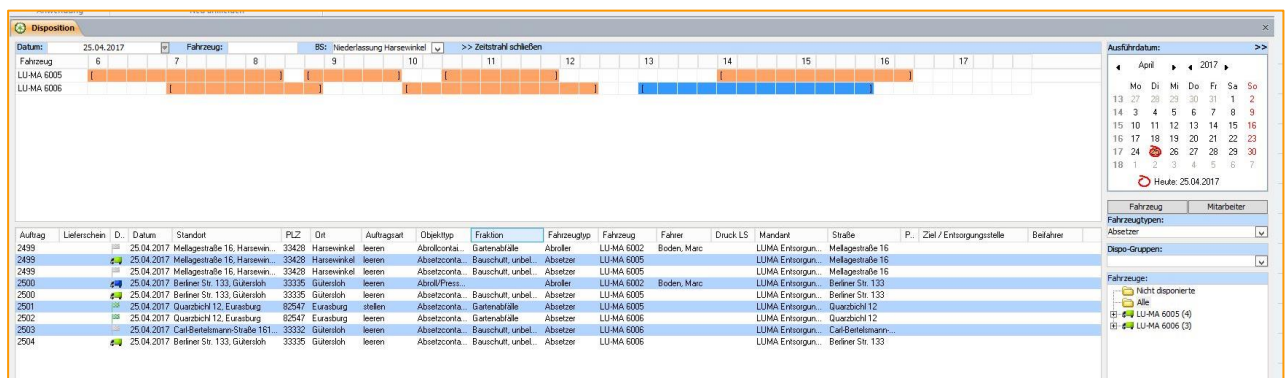 Disposition
Datum: 25.04.2017 Fahrzeug: BS: Niederlassung Harsewinkel >> Zeitstrahl schließen
Fahrzeug 6 7 8 9 10 11 12 13 14 15 16 17
LU-MA 6005
LU-MA 6006
Ausführdatum: >>
April 2017
Mo Di Mi Do Fr Sa So
13 27 28 29 30 31 1 2
14 3 4 5 6 7 8 9
15 10 11 12 13 14 15 16
16 17 18 19 20 21 22 23
17 24 26 27 28 29 30
18 1 2 3 4 5 6 7
Heute: 25.04.2017
Fahrzeug Mitarbeiter
Fahrzeugtypen:
Absetzer
Dispo-Gruppen:
Fahrzeuge:
Nicht disponierte
Alle
LU-MA 6005 (4)
LU-MA 6006 (3)
Auftrag Lieferschein D.. Datum Standort PLZ Ort Auftragsart Objekttyp Fraktion Fahrzeugtyp Fahrzeug Fahrer Druck LS Mandant Straße P.. Ziel / Entsorgungsstelle Beifahrer
2499 25.04.2017 Mellagestraße 16, Harsewin... 33428 Harsewinkel leeren Abrollcontai... Gartenabfälle Abroller LU-MA 6002 Boden, Marc LUMA Entsorgun... Mellagestraße 16
2499 25.04.2017 Mellagestraße 16, Harsewin... 33428 Harsewinkel leeren Absetzconta... Bauschutt, unbel... Absetzer LU-MA 6005 LUMA Entsorgun... Mellagestraße 16
2499 25.04.2017 Mellagestraße 16, Harsewin... 33428 Harsewinkel leeren Absetzconta... Gartenabfälle Absetzer LU-MA 6005 LUMA Entsorgun... Mellagestraße 16
2500 25.04.2017 Berliner Str. 133, Gütersloh 33335 Gütersloh leeren Abroll/Press... Abroller LU-MA 6002 Boden, Marc LUMA Entsorgun... Berliner Str. 133
2500 25.04.2017 Berliner Str. 133, Gütersloh 33335 Gütersloh leeren Absetzconta... Bauschutt, unbel... Absetzer LU-MA 6005 LUMA Entsorgun... Berliner Str. 133
2501 25.04.2017 Quarzbichl 12, Eurasburg 82547 Eurasburg stellen Absetzconta... Gartenabfälle Absetzer LU-MA 6005 LUMA Entsorgun... Quarzbichl 12
2502 25.04.2017 Quarzbichl 12, Eurasburg 82547 Eurasburg leeren Absetzconta... Gartenabfälle Absetzer LU-MA 6006 LUMA Entsorgun... Quarzbichl 12
2503 25.04.2017 Carl-Bertelsmann-Straße 161... 33332 Gütersloh leeren Absetzconta... Bauschutt, unbel... Absetzer LU-MA 6006 LUMA Entsorgun... Carl-Bertelsmann-...
2504 25.04.2017 Berliner Str. 133, Gütersloh 33335 Gütersloh leeren Absetzconta... Bauschutt, unbel... Absetzer LU-MA 6006 LUMA Entsorgun... Berliner Str. 133